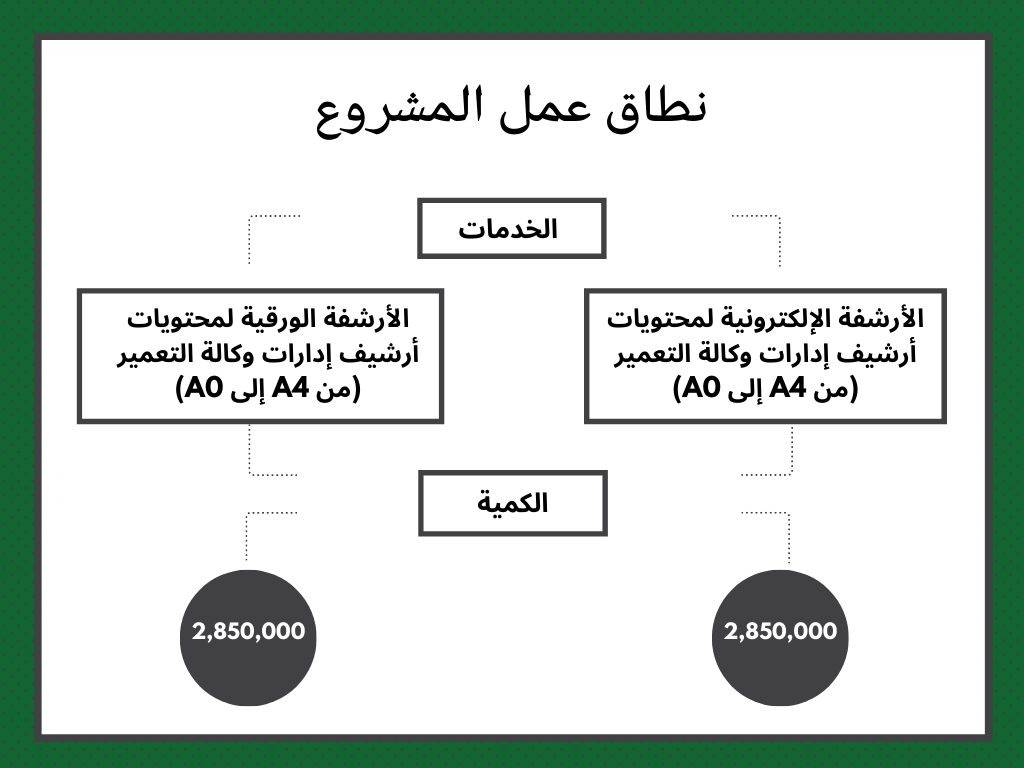 نطاق عمل المشروع
الخدمات
الأرشفة الإلكترونية لمحتويات
أرشيف إدارات وكالة التعمير
(من A4 إلى A0)
الأرشفة الورقية لمحتويات
أرشيف إدارات وكالة التعمير
(من A4 إلى A0)
الكمية
2,850,000
2,850,000